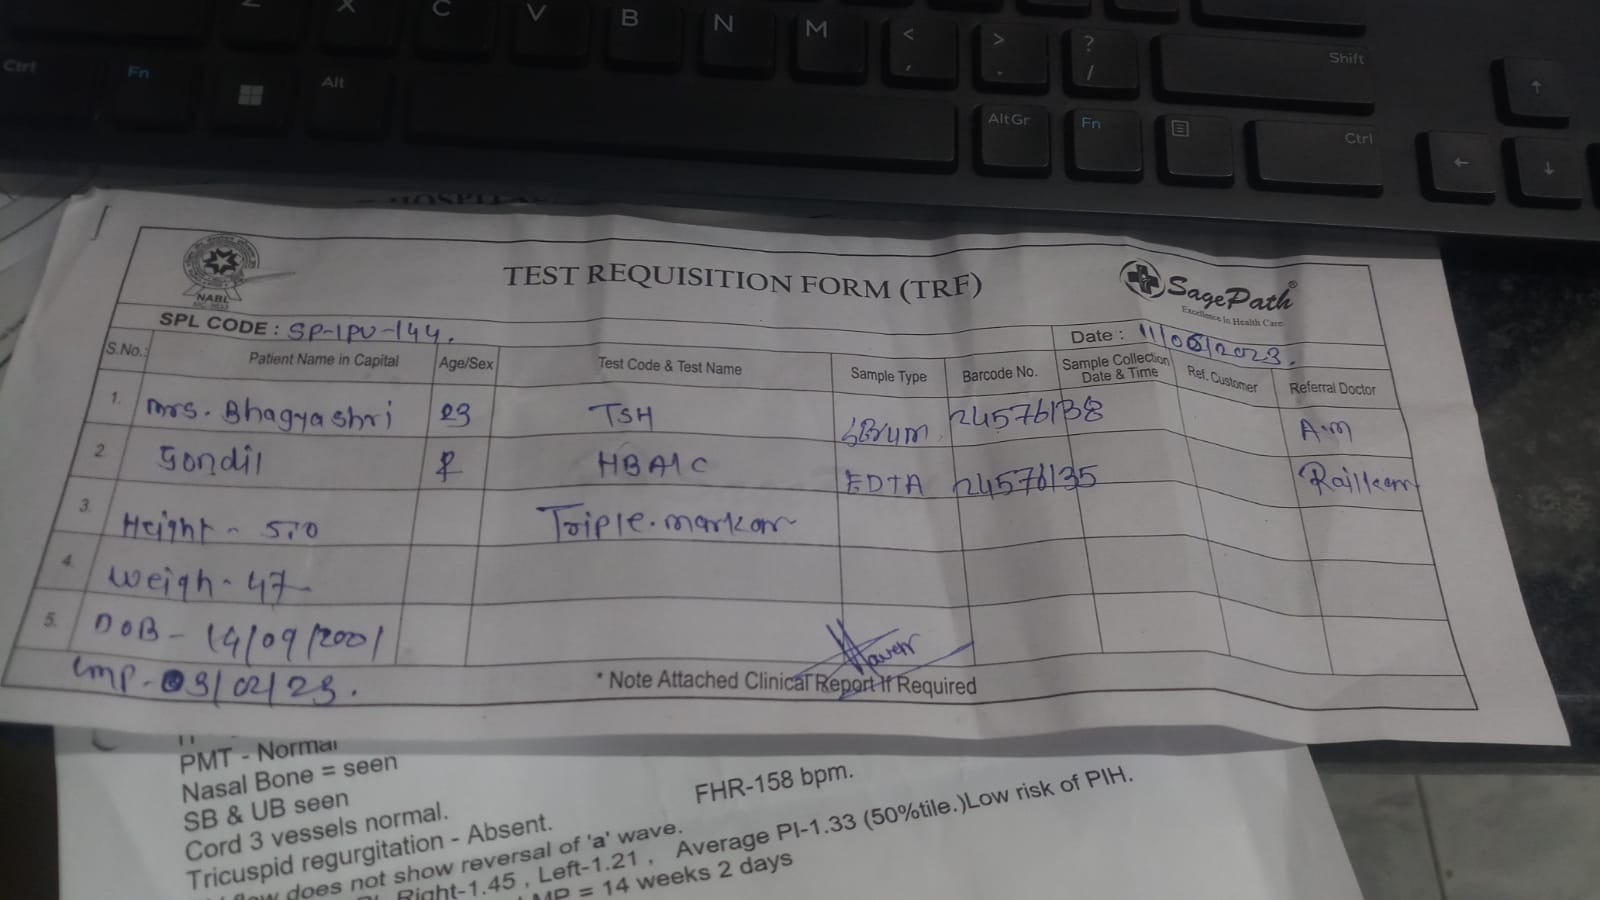 Z X C V B N M < , > . ? / Shift ↑
Ctrl Fn Alt AltGr Fn Ctrl ← ↓
NABL
TEST REQUISITION FORM (TRF)
SagePath®
Excellence in Health Care
SPL CODE : SP-IPU-144.
Date : 11/05/2023.
S.No.: Patient Name in Capital Age/Sex Test Code & Test Name Sample Type Barcode No. Sample Collection Date & Time Ref. Customer Referral Doctor
1. Mrs. Bhagyashri 23 TSH Serum. 24576138 A.M
2. Gondil F HBA1C EDTA 24576135
3. Height - 5.0 Triple.markar
4. Weigh - 47
5. DOB - 14/09/2001
LMP - 03/02/23.
* Note Attached Clinical Report If Required
PMT - Normal
Nasal Bone = seen
SB & UB seen FHR-158 bpm.
Cord 3 vessels normal.
Tricuspid regurgitation - Absent.
flow does not show reversal of 'a' wave.
Right-1.45 , Left-1.21 , Average PI-1.33 (50%tile.)Low risk of PIH.
LMP = 14 weeks 2 days